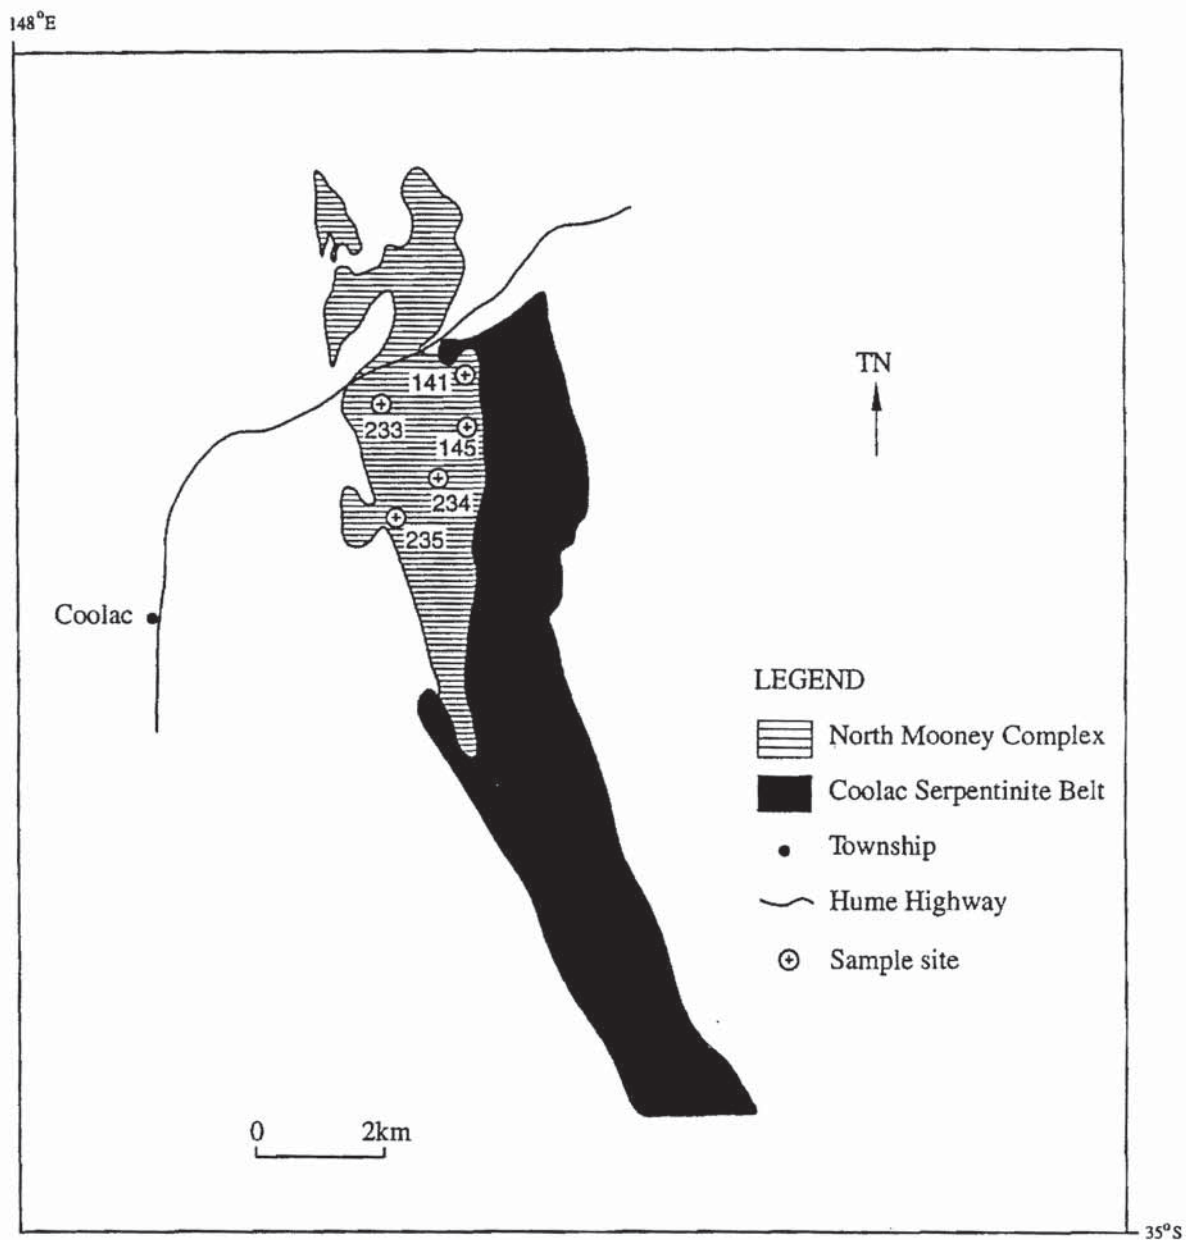 148°E
TN
141
233
145
234
235
Coolac
LEGEND
North Mooney Complex
Coolac Serpentinite Belt
Township
Hume Highway
Sample site
0 2km
35°S